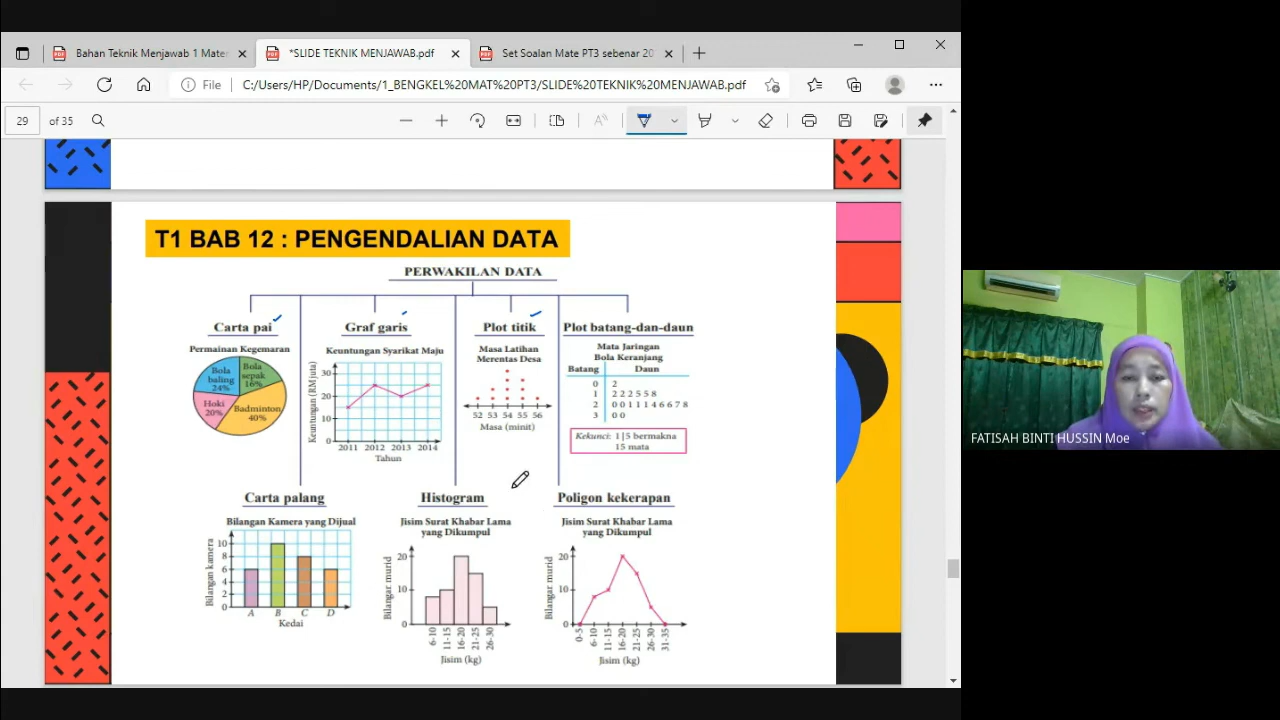 Bahan Teknik Menjawab 1 Mate
*SLIDE TEKNIK MENJAWAB.pdf
Set Soalan Mate PT3 sebenar 20
File
C:/Users/HP/Documents/1_BENGKEL%20MAT%20PT3/SLIDE%20TEKNIK%20MENJAWAB.pdf
29 of 35
T1 BAB 12 : PENGENDALIAN DATA
PERWAKILAN DATA
Carta pai
Permainan Kegemaran
Bola baling 24%
Bola sepak 16%
Hoki 20%
Badminton 40%
Graf garis
Keuntungan Syarikat Maju
Keuntungan (RM juta)
30
20
10
0
2011 2012 2013 2014
Tahun
Plot titik
Masa Latihan
Merentas Desa
52 53 54 55 56
Masa (minit)
Plot batang-dan-daun
Mata Jaringan
Bola Keranjang
Batang Daun
0 2
1 2 2 2 5 5 8
2 0 0 1 1 1 4 6 6 7 8
3 0 0
Kekunci: 1|5 bermakna
15 mata
Carta palang
Bilangan Kamera yang Dijual
Bilangan kamera
10
8
6
4
2
0
A B C D
Kedai
Histogram
Jisim Surat Khabar Lama
yang Dikumpul
Bilangan murid
20
10
0
6-10 11-15 16-20 21-25 26-30
Jisim (kg)
Poligon kekerapan
Jisim Surat Khabar Lama
yang Dikumpul
Bilangan murid
20
10
0
0-5 6-10 11-15 16-20 21-25 26-30 31-35
Jisim (kg)
FATISAH BINTI HUSSIN Moe